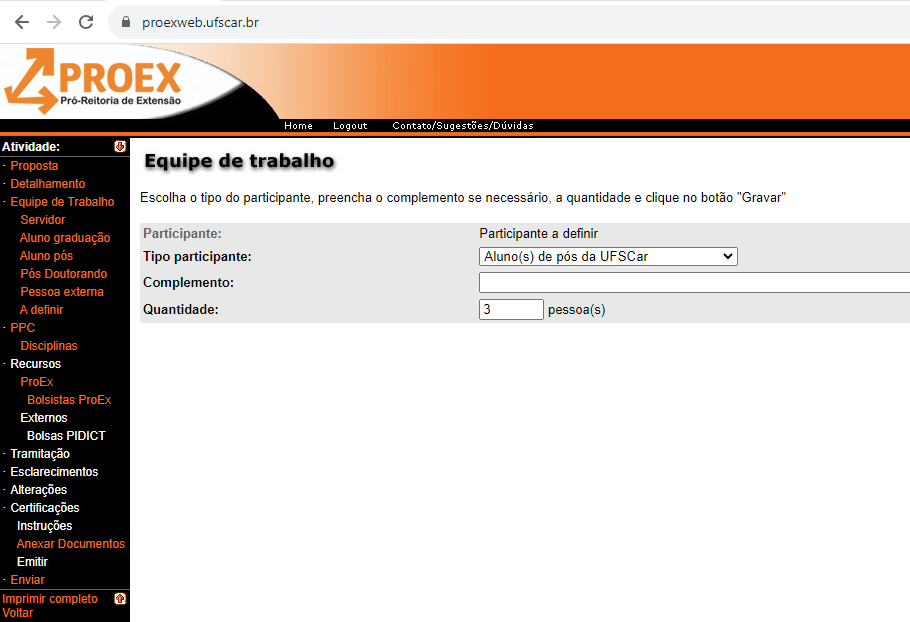 proexweb.ufscar.br
PROEX
Pró-Reitoria de Extensão
Home Logout Contato/Sugestões/Dúvidas
Atividade:
· Proposta
· Detalhamento
· Equipe de Trabalho
Servidor
Aluno graduação
Aluno pós
Pós Doutorando
Pessoa externa
A definir
· PPC
Disciplinas
· Recursos
ProEx
Bolsistas ProEx
Externos
Bolsas PIDICT
· Tramitação
· Esclarecimentos
· Alterações
· Certificações
Instruções
Anexar Documentos
Emitir
· Enviar
Imprimir completo
Voltar
Equipe de trabalho
Escolha o tipo do participante, preencha o complemento se necessário, a quantidade e clique no botão "Gravar"
Participante: Participante a definir
Tipo participante: Aluno(s) de pós da UFSCar
Complemento:
Quantidade: 3 pessoa(s)